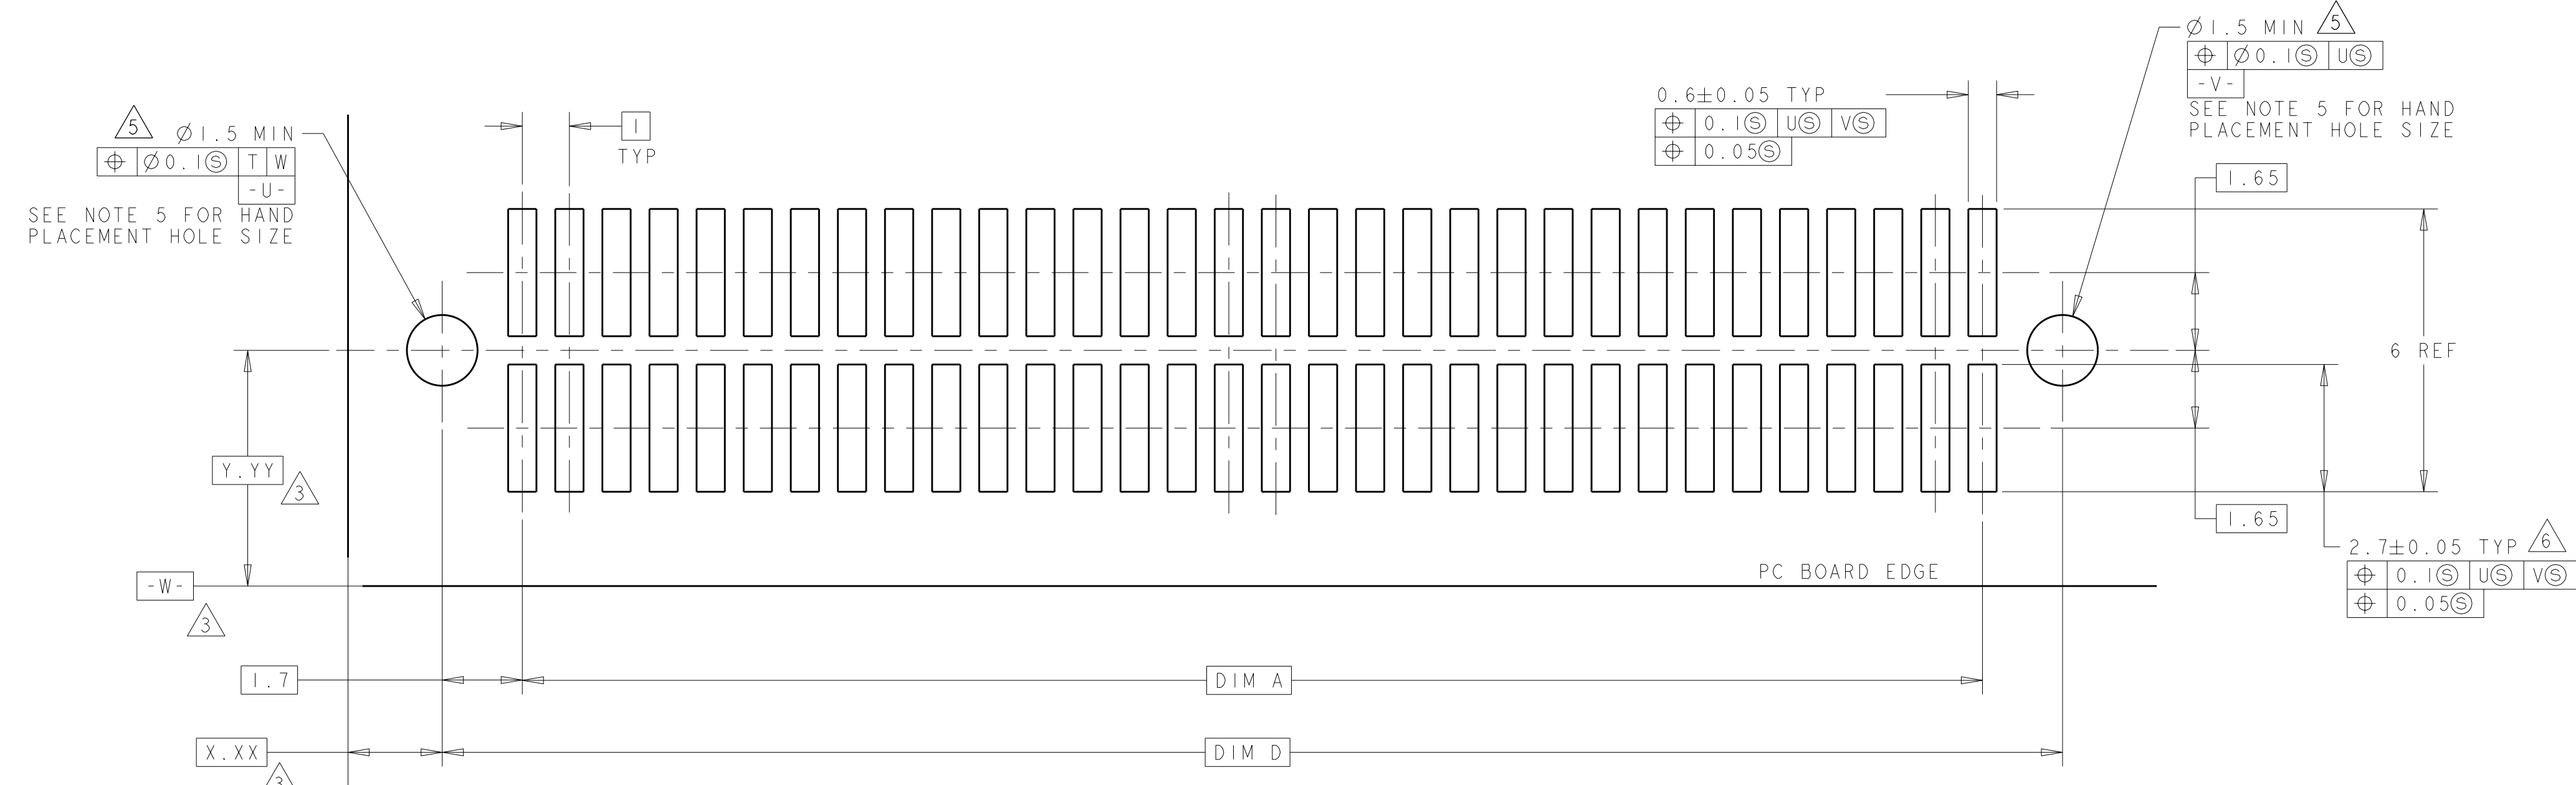 5 Ø1.5 MIN
⌖ Ø0.1Ⓢ T W
-U-
SEE NOTE 5 FOR HAND
PLACEMENT HOLE SIZE
1
TYP
0.6±0.05 TYP
⌖ 0.1Ⓢ UⓈ VⓈ
⌖ 0.05Ⓢ
Ø1.5 MIN 5
⌖ Ø0.1Ⓢ UⓈ
-V-
SEE NOTE 5 FOR HAND
PLACEMENT HOLE SIZE
1.65
6 REF
Y.YY
3
1.65
2.7±0.05 TYP 6
⌖ 0.1Ⓢ UⓈ VⓈ
⌖ 0.05Ⓢ
PC BOARD EDGE
-W-
3
1.7
DIM A
X.XX
3
DIM D